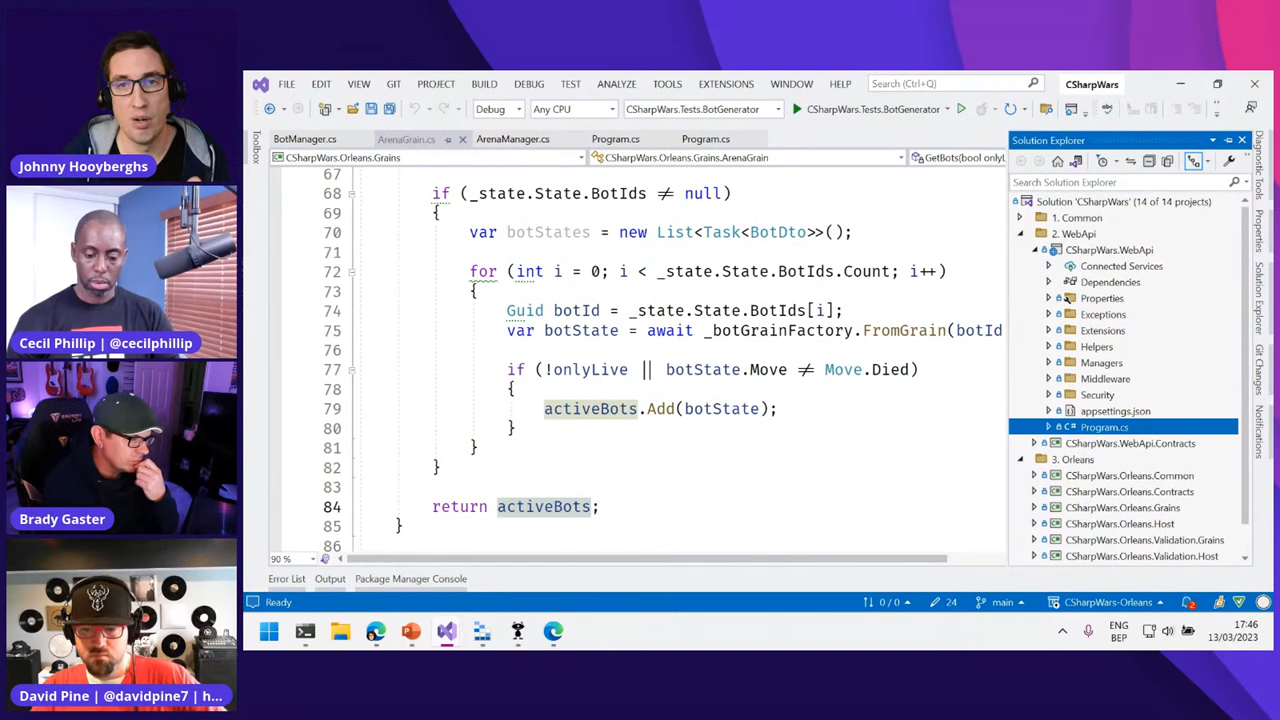 Johnny Hooyberghs
Cecil Phillip | @cecilphillip
Brady Gaster
David Pine | @davidpine7 | h...
FILE EDIT VIEW GIT PROJECT BUILD DEBUG TEST ANALYZE TOOLS EXTENSIONS WINDOW HELP Search (Ctrl+Q) CSharpWars
Debug Any CPU CSharpWars.Tests.BotGenerator CSharpWars.Tests.BotGenerator
BotManager.cs ArenaGrain.cs ArenaManager.cs Program.cs Program.cs
CSharpWars.Orleans.Grains CSharpWars.Orleans.Grains.ArenaGrain GetBots(bool onlyL
Toolbox
67
68 if (_state.State.BotIds ≠ null)
69 {
70 var botStates = new List<Task<BotDto>>();
71
72 for (int i = 0; i < _state.State.BotIds.Count; i++)
73 {
74 Guid botId = _state.State.BotIds[i];
75 var botState = await _botGrainFactory.FromGrain(botId
76
77 if (!onlyLive || botState.Move ≠ Move.Died)
78 {
79 activeBots.Add(botState);
80 }
81 }
82 }
83
84 return activeBots;
85 }
86
90 %
Error List Output Package Manager Console
Solution Explorer
Search Solution Explorer
Solution 'CSharpWars' (14 of 14 projects)
1. Common
2. WebApi
CSharpWars.WebApi
Connected Services
Dependencies
Properties
Exceptions
Extensions
Helpers
Managers
Middleware
Security
appsettings.json
C# Program.cs
CSharpWars.WebApi.Contracts
3. Orleans
CSharpWars.Orleans.Common
CSharpWars.Orleans.Contracts
CSharpWars.Orleans.Grains
CSharpWars.Orleans.Host
CSharpWars.Orleans.Validation.Grains
CSharpWars.Orleans.Validation.Host
Diagnostic Tools
Properties
Solution Explorer
Git Changes
Notifications
Ready 0 / 0 24 main CSharpWars-Orleans 2
ENG
BEP
17:46
13/03/2023